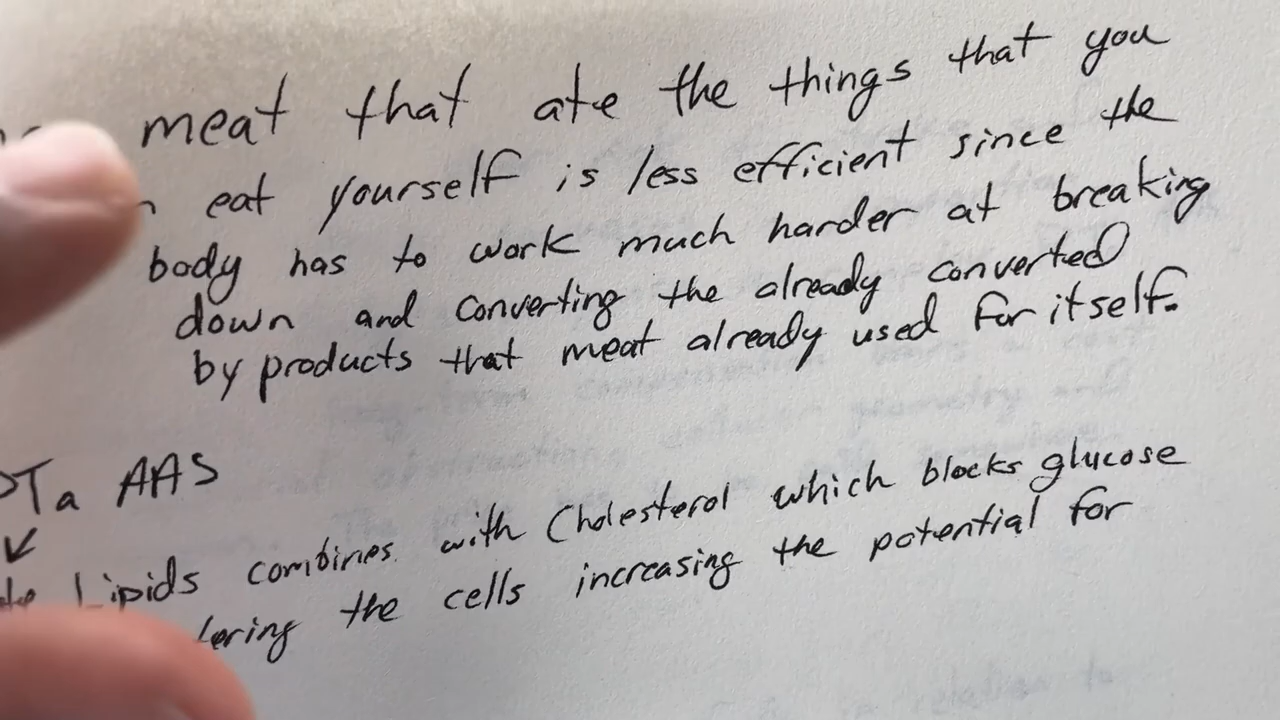 meat that ate the things that you
eat yourself is less efficient since the
body has to work much harder at breaking
down and converting the already converted
by products that meat already used for itself.
Ta AAS
Lipids combines with Cholesterol which blocks glucose
the cells increasing the potential for